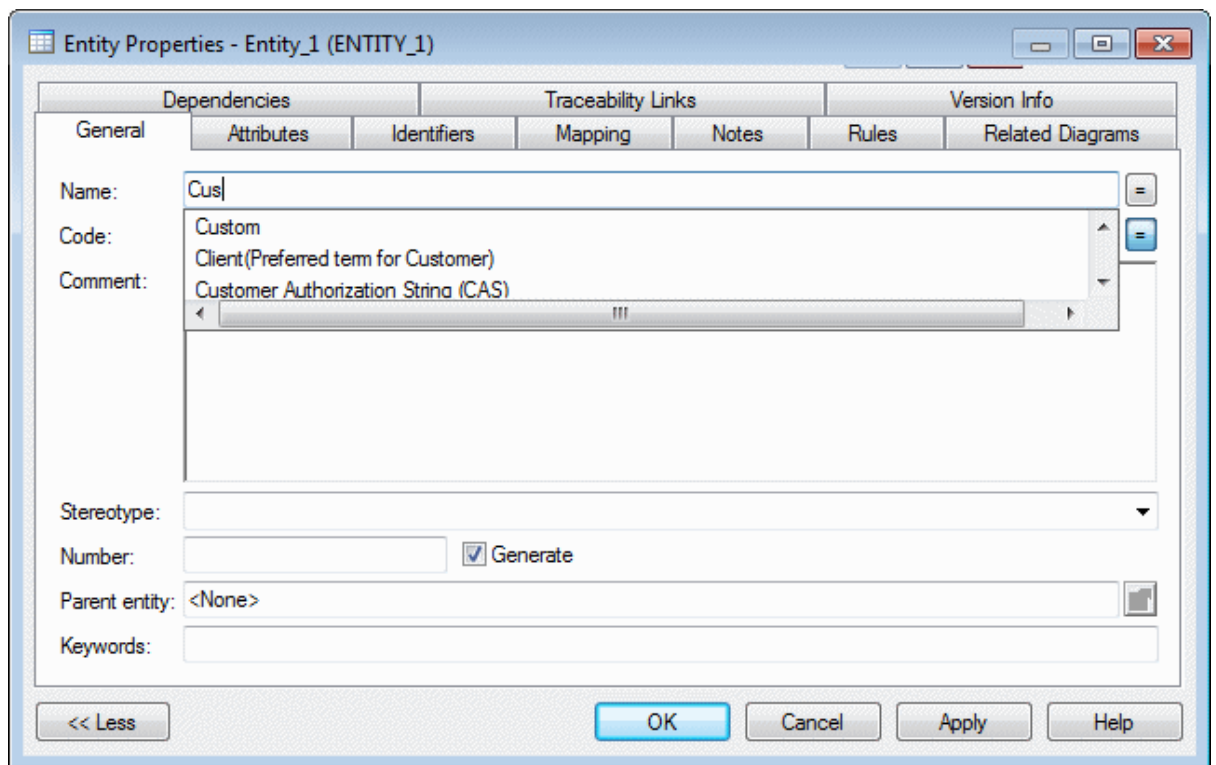 Entity Properties - Entity_1 (ENTITY_1)
Dependencies Traceability Links Version Info
General Attributes Identifiers Mapping Notes Rules Related Diagrams
Name: Cus =
Custom
Code: =
Client(Preferred term for Customer)
Comment:
Customer Authorization String (CAS)
Stereotype:
Number: Generate
Parent entity: <None>
Keywords:
<< Less OK Cancel Apply Help